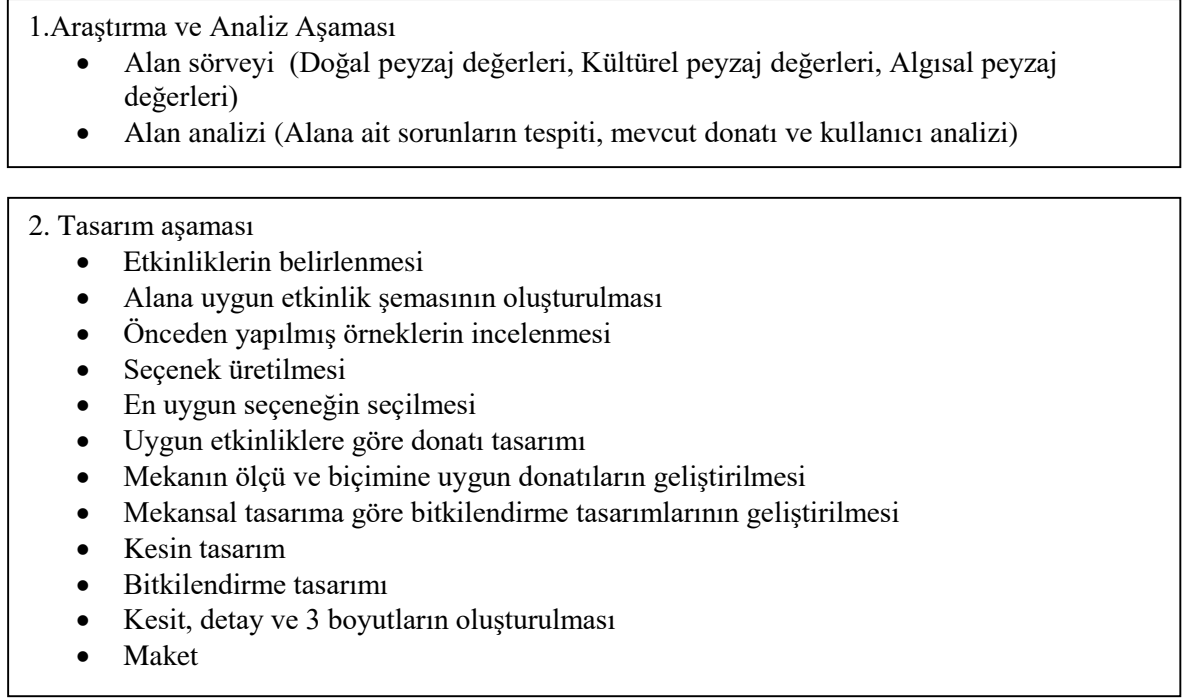 1.Araştırma ve Analiz Aşaması
• Alan sörveyi (Doğal peyzaj değerleri, Kültürel peyzaj değerleri, Algısal peyzaj
değerleri)
• Alan analizi (Alana ait sorunların tespiti, mevcut donatı ve kullanıcı analizi)
2. Tasarım aşaması
• Etkinliklerin belirlenmesi
• Alana uygun etkinlik şemasının oluşturulması
• Önceden yapılmış örneklerin incelenmesi
• Seçenek üretilmesi
• En uygun seçeneğin seçilmesi
• Uygun etkinliklere göre donatı tasarımı
• Mekanın ölçü ve biçimine uygun donatıların geliştirilmesi
• Mekansal tasarıma göre bitkilendirme tasarımlarının geliştirilmesi
• Kesin tasarım
• Bitkilendirme tasarımı
• Kesit, detay ve 3 boyutların oluşturulması
• Maket